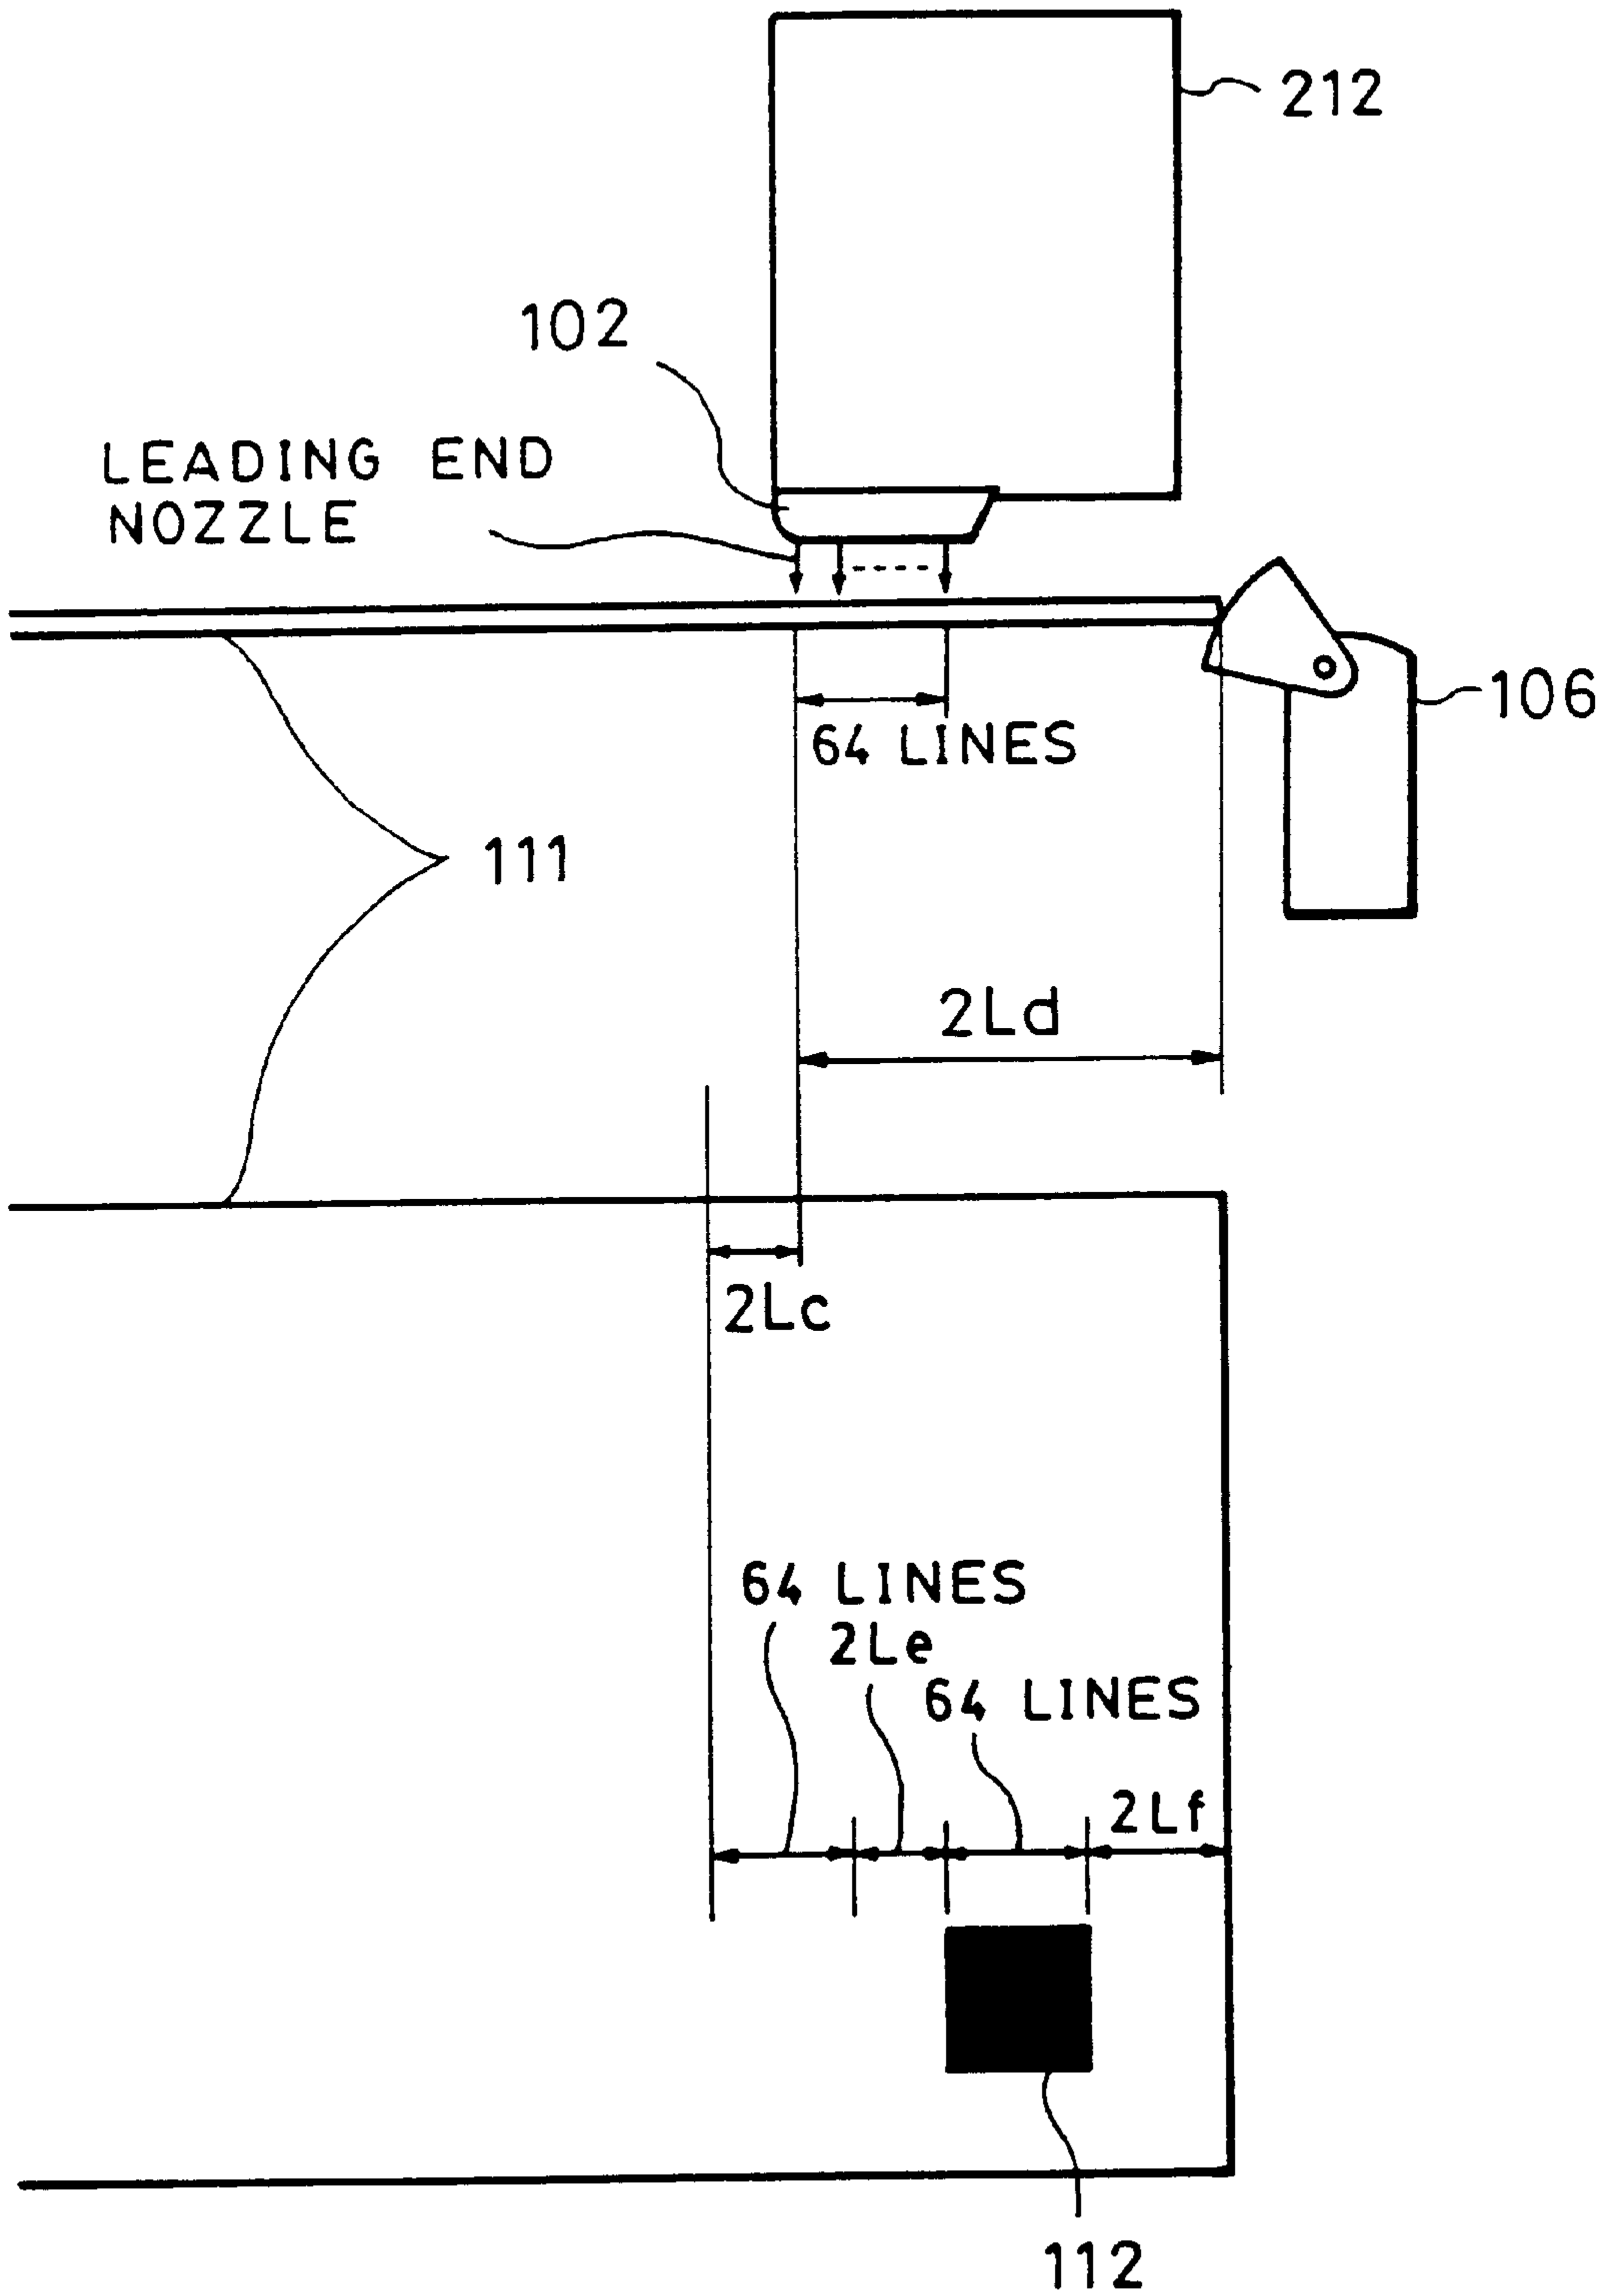 212
102
LEADING END
NOZZLE
106
64 LINES
111
2Ld
2Lc
64 LINES
2Le
64 LINES
2Lf
112